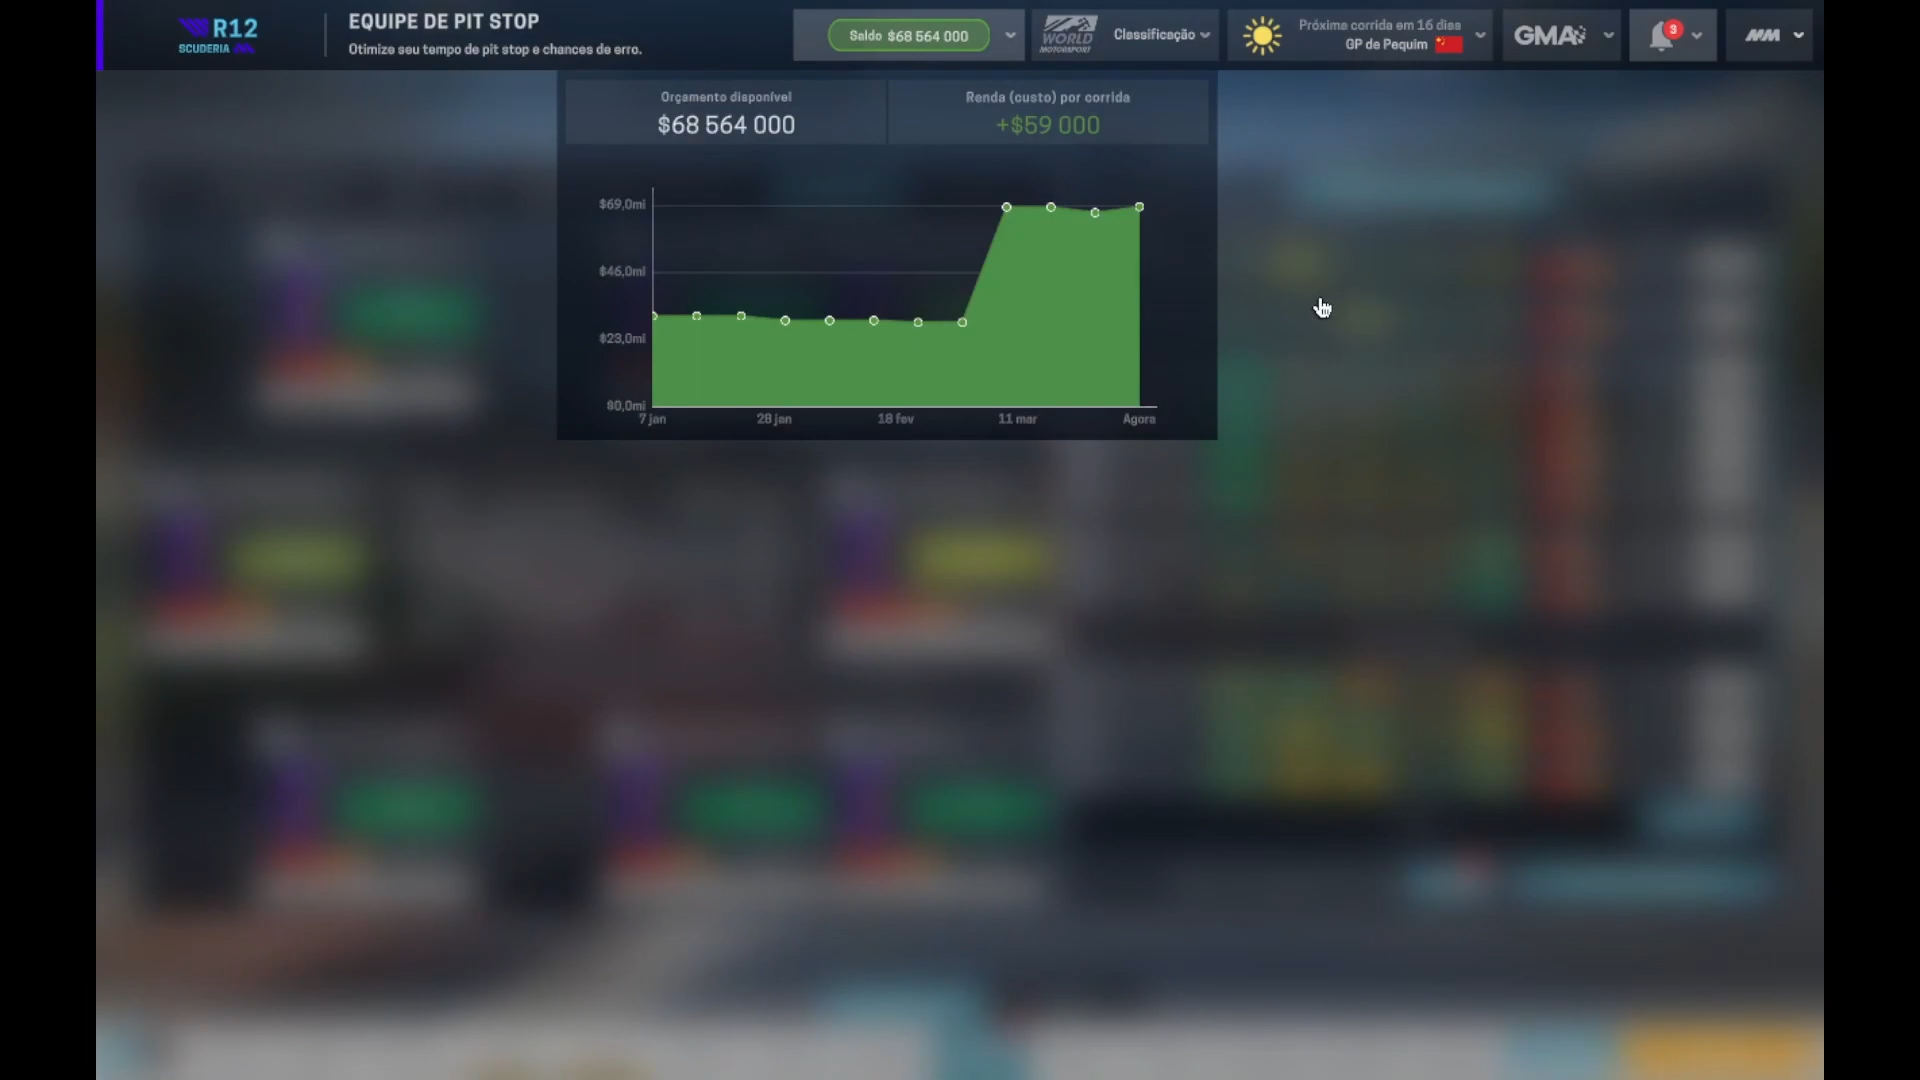 R12
SCUDERIA
EQUIPE DE PIT STOP
Otimize seu tempo de pit stop e chances de erro.
Saldo $68 564 000
WORLD
MOTORSPORT
Classificação
Próxima corrida em 16 dias
GP de Pequim
GMA
3
MM
Orçamento disponível
$68 564 000
Renda (custo) por corrida
+$59 000
$69,0mi
$46,0mi
$23,0mi
$0,0mi
7 jan
28 jan
18 fev
11 mar
Agora